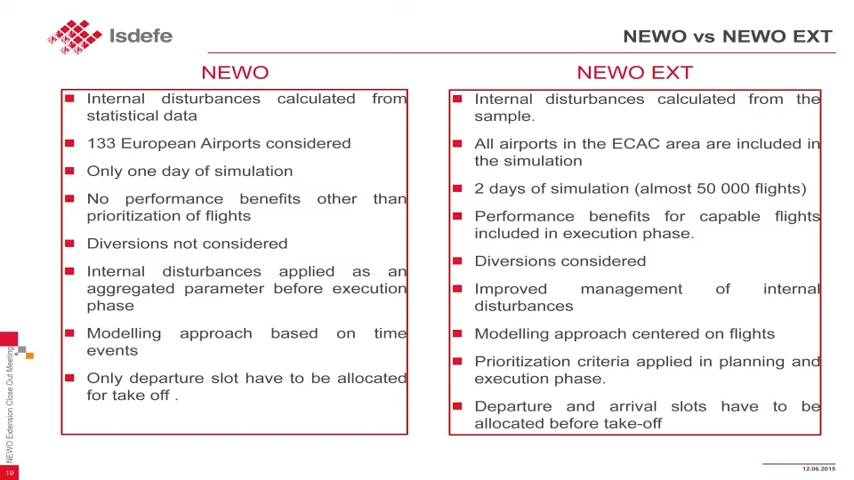 Isdefe
NEWO vs NEWO EXT
NEWO
Internal disturbances calculated from
statistical data
133 European Airports considered
Only one day of simulation
No performance benefits other than
prioritization of flights
Diversions not considered
Internal disturbances applied as an
aggregated parameter before execution
phase
Modelling approach based on time
events
Only departure slot have to be allocated
for take off .
NEWO EXT
Internal disturbances calculated from the
sample.
All airports in the ECAC area are included in
the simulation
2 days of simulation (almost 50 000 flights)
Performance benefits for capable flights
included in execution phase.
Diversions considered
Improved management of internal
disturbances
Modelling approach centered on flights
Prioritization criteria applied in planning and
execution phase.
Departure and arrival slots have to be
allocated before take-off
NEWO Extension Close Out Meeting
19
12.06.2015